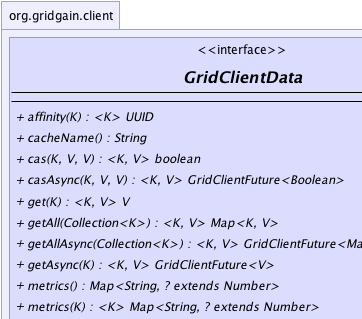 org.gridgain.client
<<interface>>
GridClientData
+ affinity(K) : <K> UUID
+ cacheName() : String
+ cas(K, V, V) : <K, V> boolean
+ casAsync(K, V, V) : <K, V> GridClientFuture<Boolean>
+ get(K) : <K, V> V
+ getAll(Collection<K>) : <K, V> Map<K, V>
+ getAllAsync(Collection<K>) : <K, V> GridClientFuture<Ma
+ getAsync(K) : <K, V> GridClientFuture<V>
+ metrics() : Map<String, ? extends Number>
+ metrics(K) : <K> Map<String, ? extends Number>